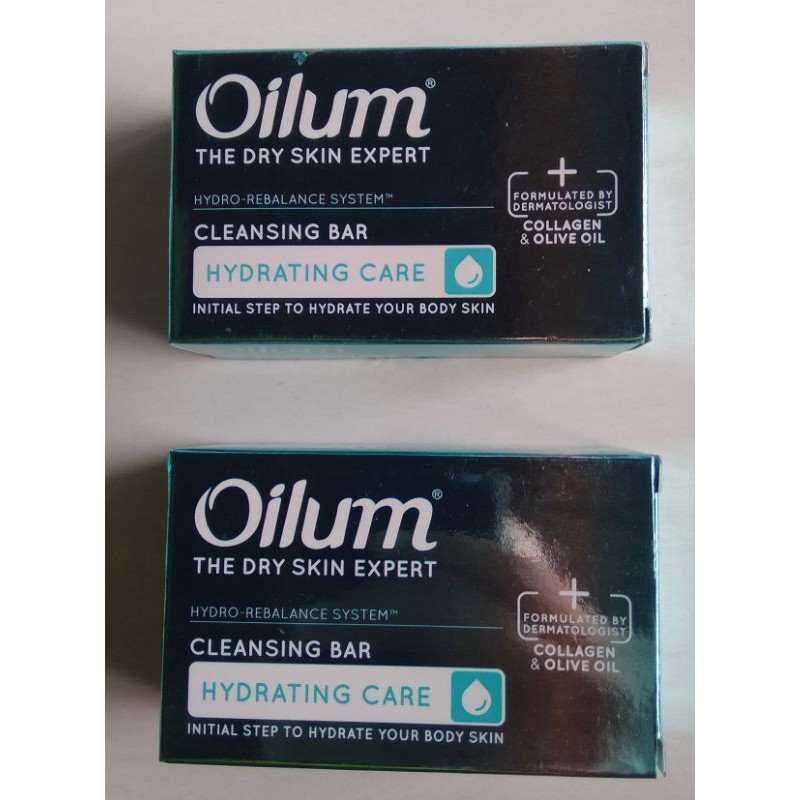 Oilum®
THE DRY SKIN EXPERT
HYDRO-REBALANCE SYSTEM™
CLEANSING BAR
HYDRATING CARE
INITIAL STEP TO HYDRATE YOUR BODY SKIN
+
FORMULATED BY
DERMATOLOGIST
COLLAGEN
& OLIVE OIL
Oilum®
THE DRY SKIN EXPERT
HYDRO-REBALANCE SYSTEM™
CLEANSING BAR
HYDRATING CARE
INITIAL STEP TO HYDRATE YOUR BODY SKIN
+
FORMULATED BY
DERMATOLOGIST
COLLAGEN
& OLIVE OIL